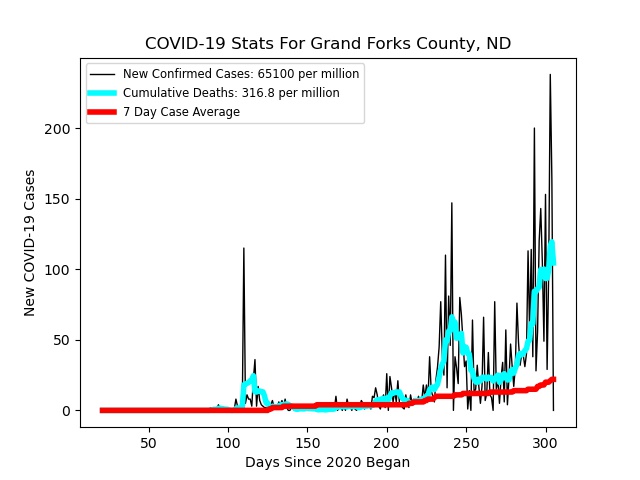 COVID-19 Stats For Grand Forks County, ND
New Confirmed Cases: 65100 per million
Cumulative Deaths: 316.8 per million
7 Day Case Average
New COVID-19 Cases
200
150
100
50
0
50 100 150 200 250 300
Days Since 2020 Began